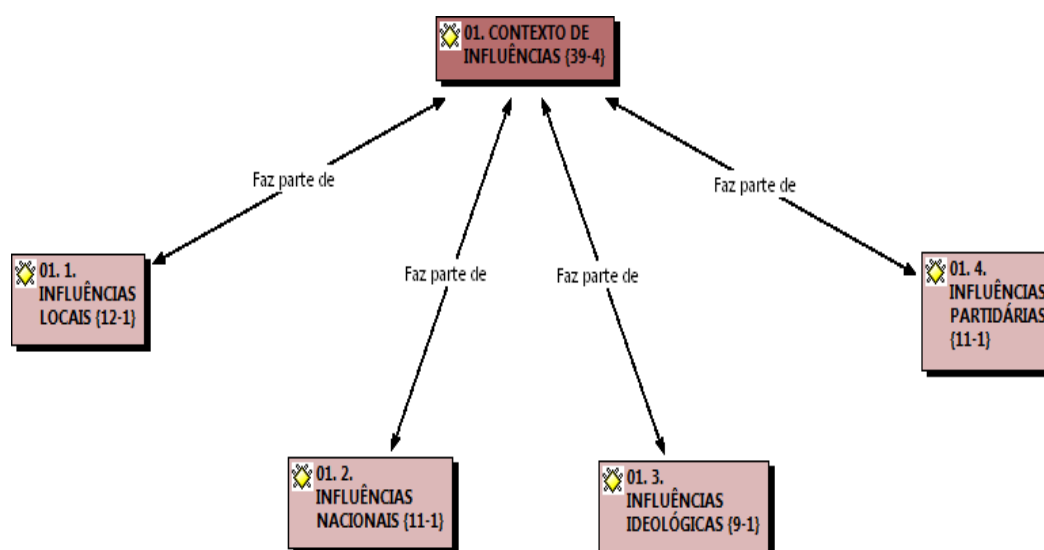 01. CONTEXTO DE
INFLUÊNCIAS {39-4}
Faz parte de
Faz parte de
Faz parte de
Faz parte de
01. 1.
INFLUÊNCIAS
LOCAIS {12-1}
01. 2.
INFLUÊNCIAS
NACIONAIS {11-1}
01. 3.
INFLUÊNCIAS
IDEOLÓGICAS {9-1}
01. 4.
INFLUÊNCIAS
PARTIDÁRIAS
{11-1}